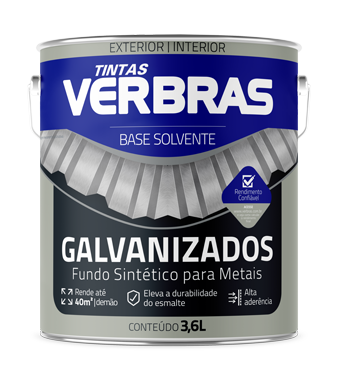 EXTERIOR | INTERIOR
TINTAS
VERBRAS
BASE SOLVENTE
Rendimento
Confiável
GALVANIZADOS
Fundo Sintético para Metais
Rende até
40m²|demão
Eleva a durabilidade
do esmalte
Alta
aderência
CONTEÚDO 3,6L